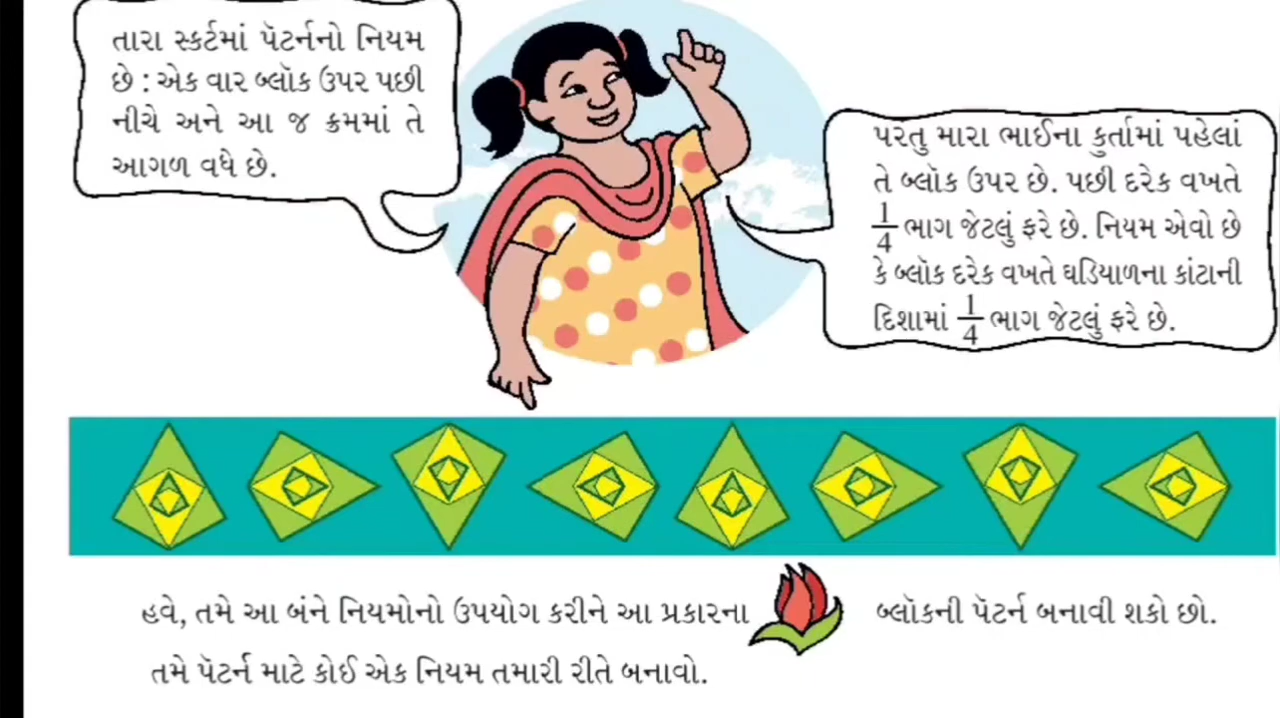 તારા સ્કર્ટમાં પૅટર્નનો નિયમ
છે : એક વાર બ્લૉક ઉપર પછી
નીચે અને આ જ ક્રમમાં તે
આગળ વધે છે.
પરતુ મારા ભાઈના કુર્તામાં પહેલાં
તે બ્લૉક ઉપર છે. પછી દરેક વખતે
1/4 ભાગ જેટલું ફરે છે. નિયમ એવો છે
કે બ્લૉક દરેક વખતે ઘડિયાળના કાંટાની
દિશામાં 1/4 ભાગ જેટલું ફરે છે.
હવે, તમે આ બંને નિયમોનો ઉપયોગ કરીને આ પ્રકારના બ્લૉકની પૅટર્ન બનાવી શકો છો.
તમે પૅટર્ન માટે કોઈ એક નિયમ તમારી રીતે બનાવો.